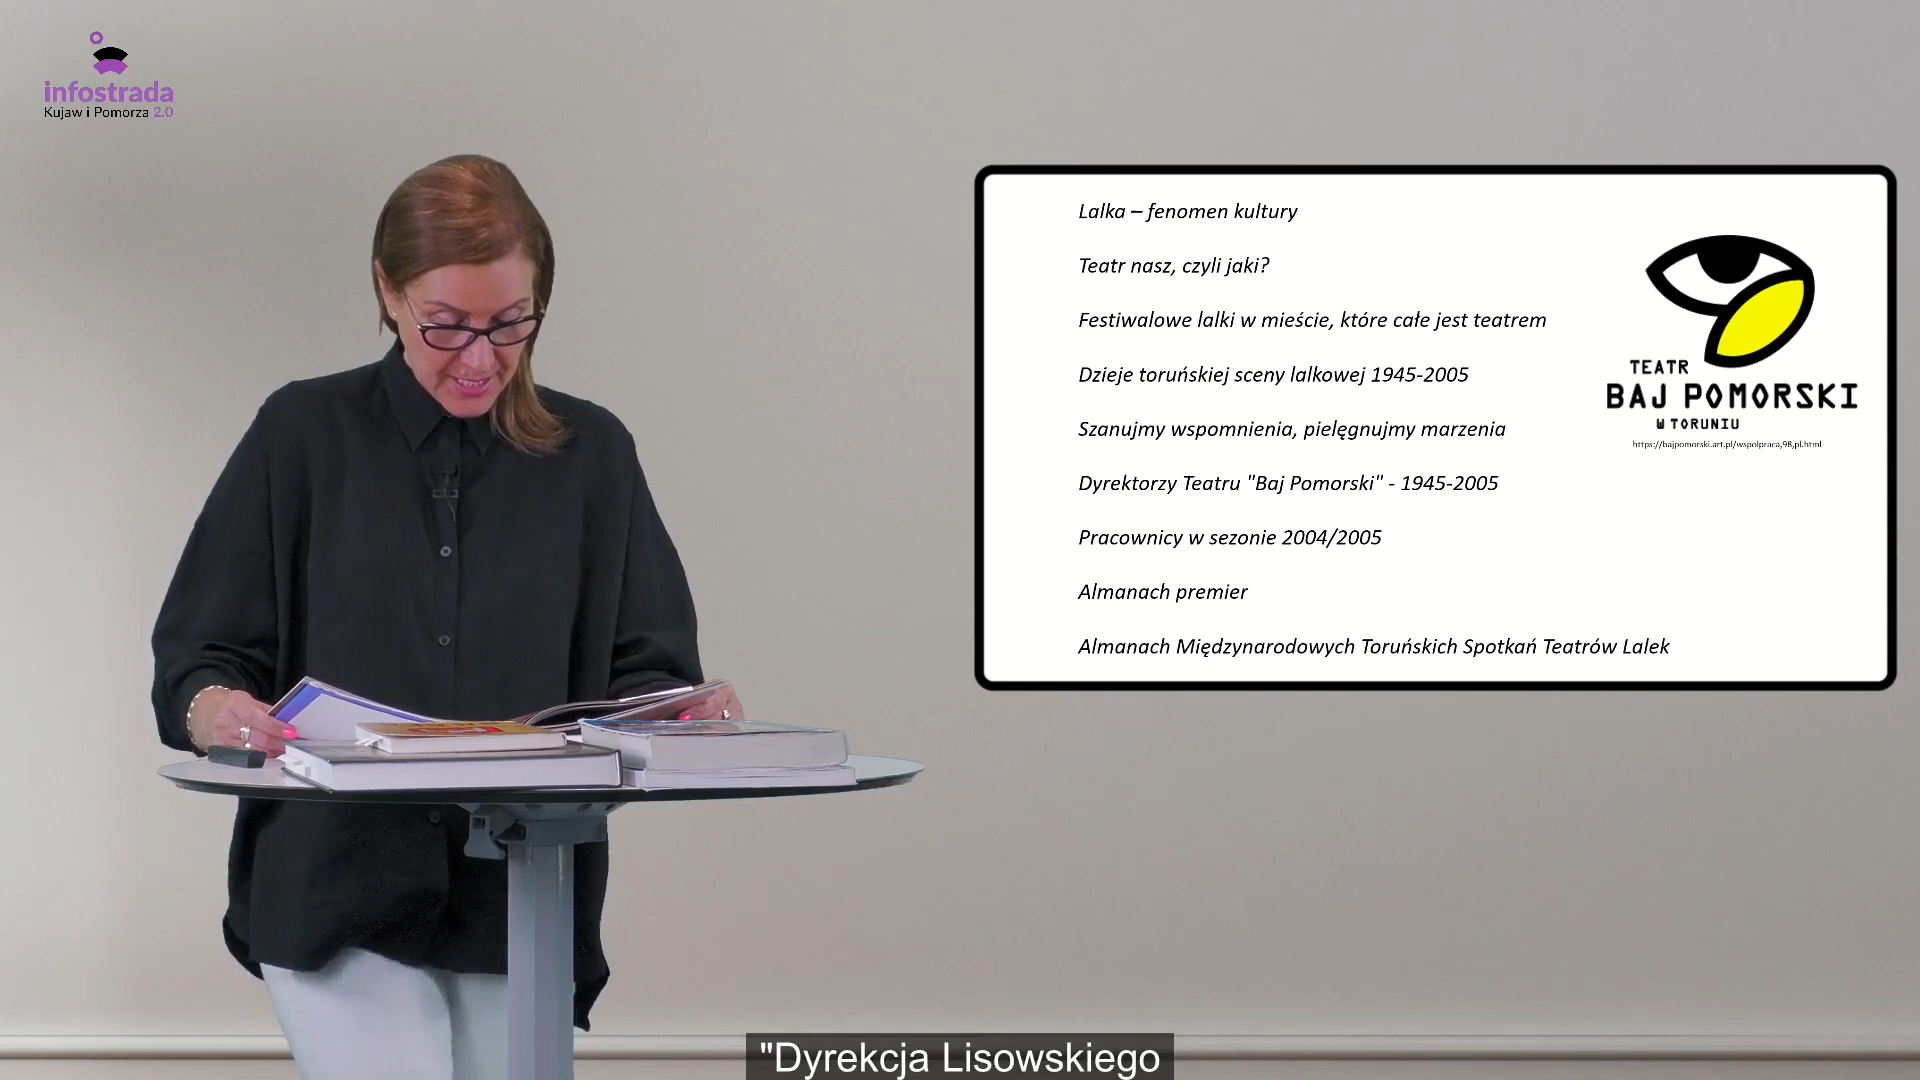 infostrada
Kujaw i Pomorza 2.0
Lalka – fenomen kultury
Teatr nasz, czyli jaki?
Festiwalowe lalki w mieście, które całe jest teatrem
Dzieje toruńskiej sceny lalkowej 1945-2005
Szanujmy wspomnienia, pielęgnujmy marzenia
Dyrektorzy Teatru "Baj Pomorski" - 1945-2005
Pracownicy w sezonie 2004/2005
Almanach premier
Almanach Międzynarodowych Toruńskich Spotkań Teatrów Lalek
TEATR
BAJ POMORSKI
W TORUNIU
https://bajpomorski.art.pl/wspolpraca,98,pl.html
"Dyrekcja Lisowskiego